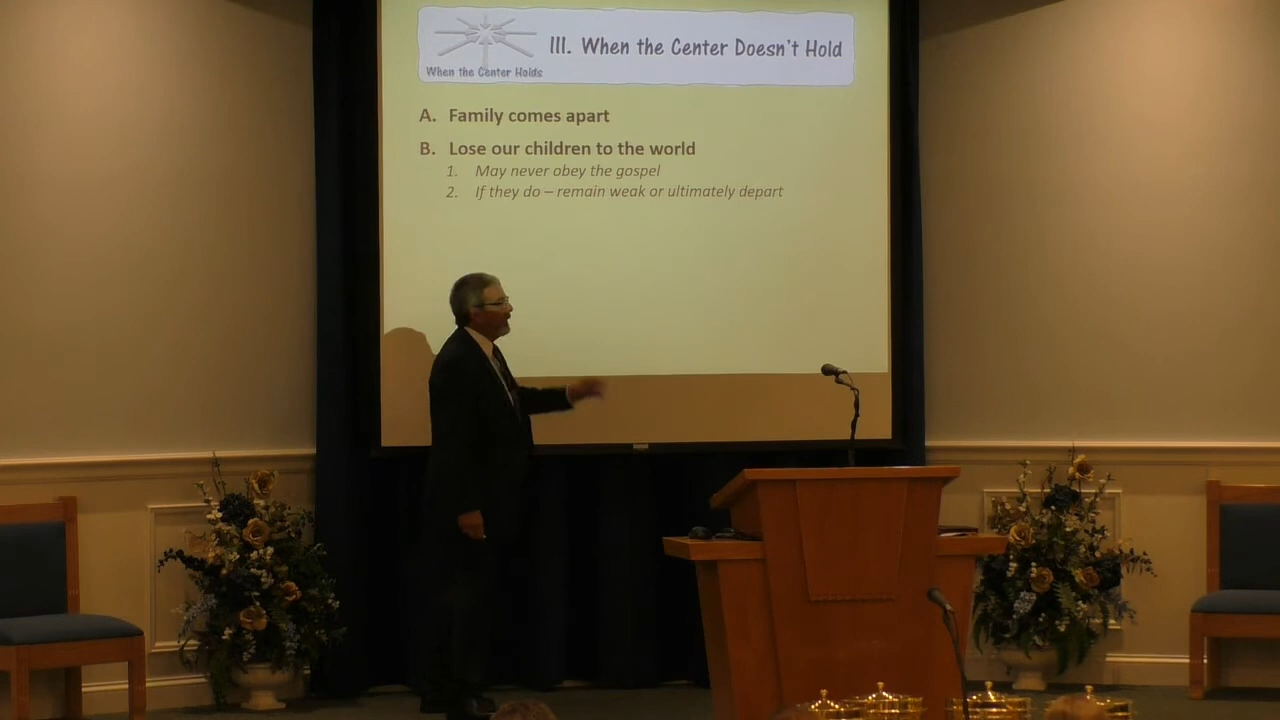 III. When the Center Doesn't Hold
When the Center Holds
A. Family comes apart
B. Lose our children to the world
1. May never obey the gospel
2. If they do – remain weak or ultimately depart